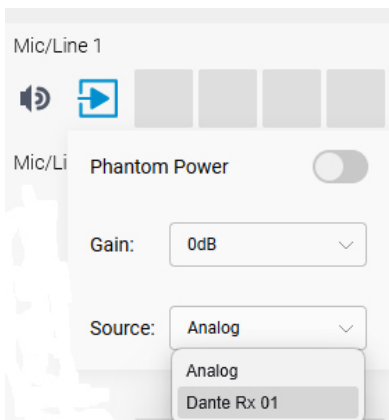 Mic/Line 1
Mic/Li
Phantom Power
Gain: 0dB
Source: Analog
Analog
Dante Rx 01